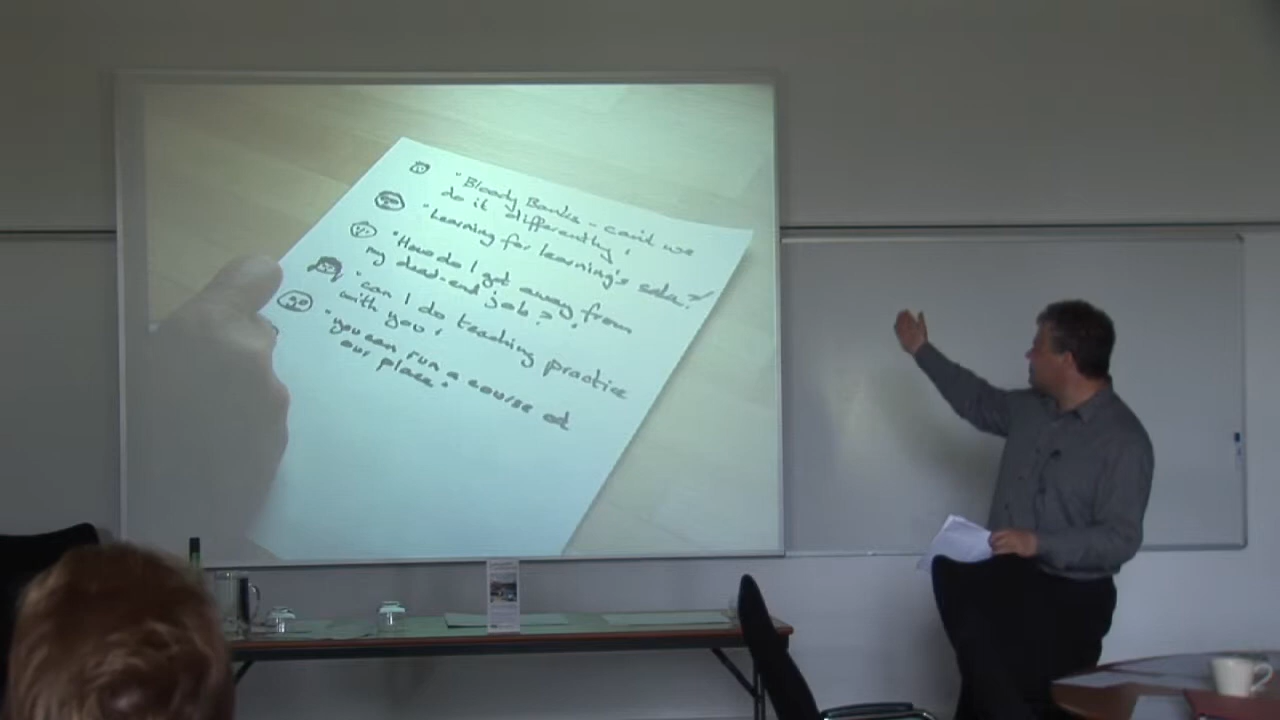 "Bloody Banks - can't we
do it differently,
"Learning for learning's sake!"
"How do I get away from
my dead-end job?"
"can I do teaching practice
with you,
"you can run a course at
our place."